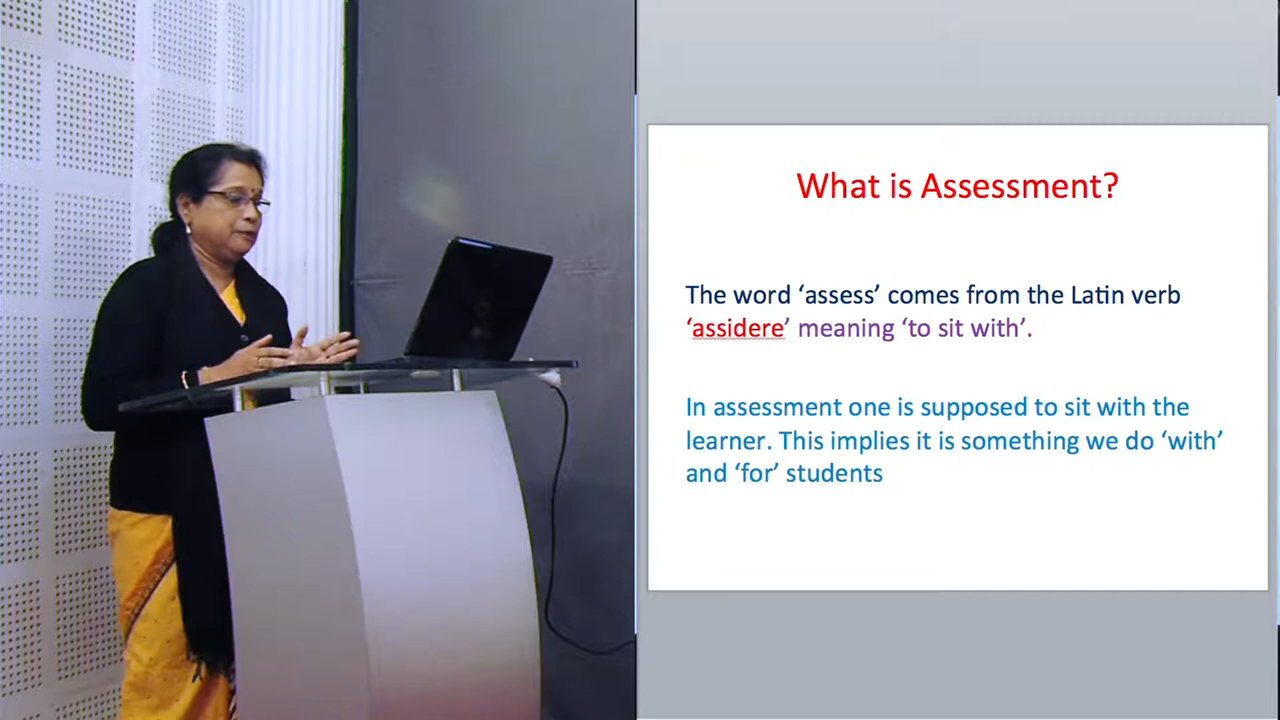 What is Assessment?
The word ‘assess’ comes from the Latin verb
‘assidere’ meaning ‘to sit with’.
In assessment one is supposed to sit with the
learner. This implies it is something we do ‘with’
and ‘for’ students